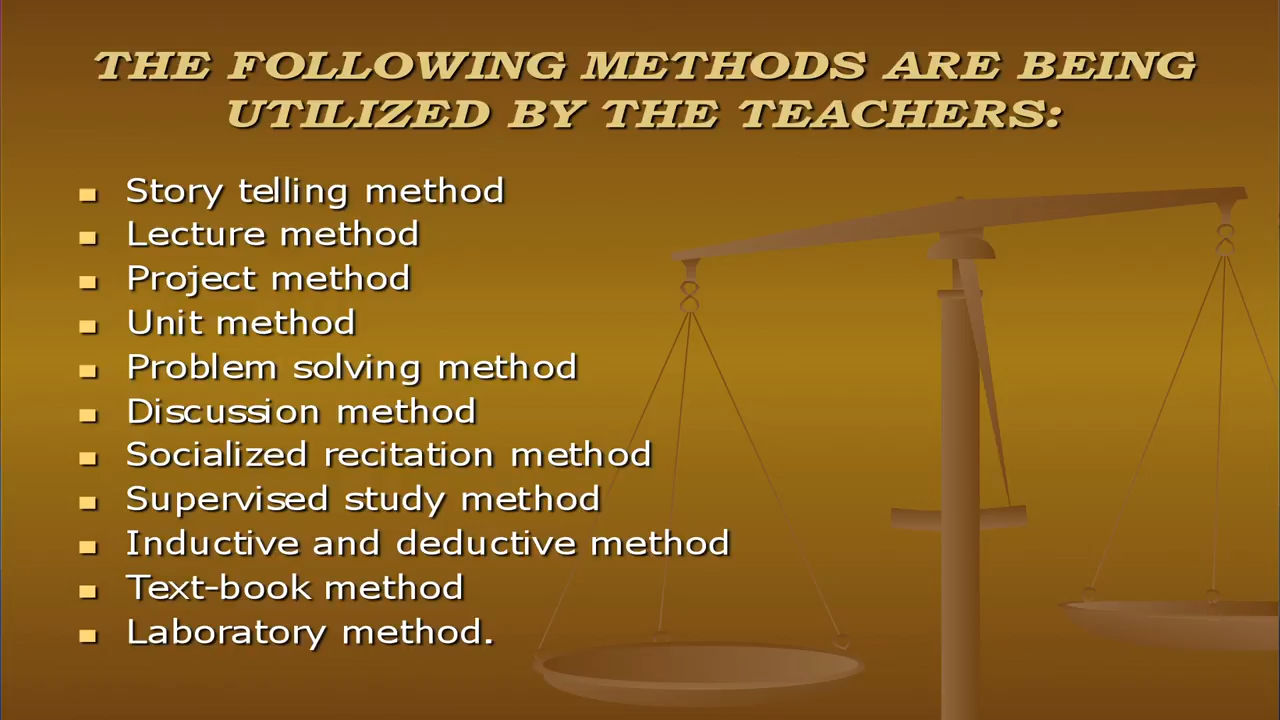 THE FOLLOWING METHODS ARE BEING
UTILIZED BY THE TEACHERS:
Story telling method
Lecture method
Project method
Unit method
Problem solving method
Discussion method
Socialized recitation method
Supervised study method
Inductive and deductive method
Text-book method
Laboratory method.